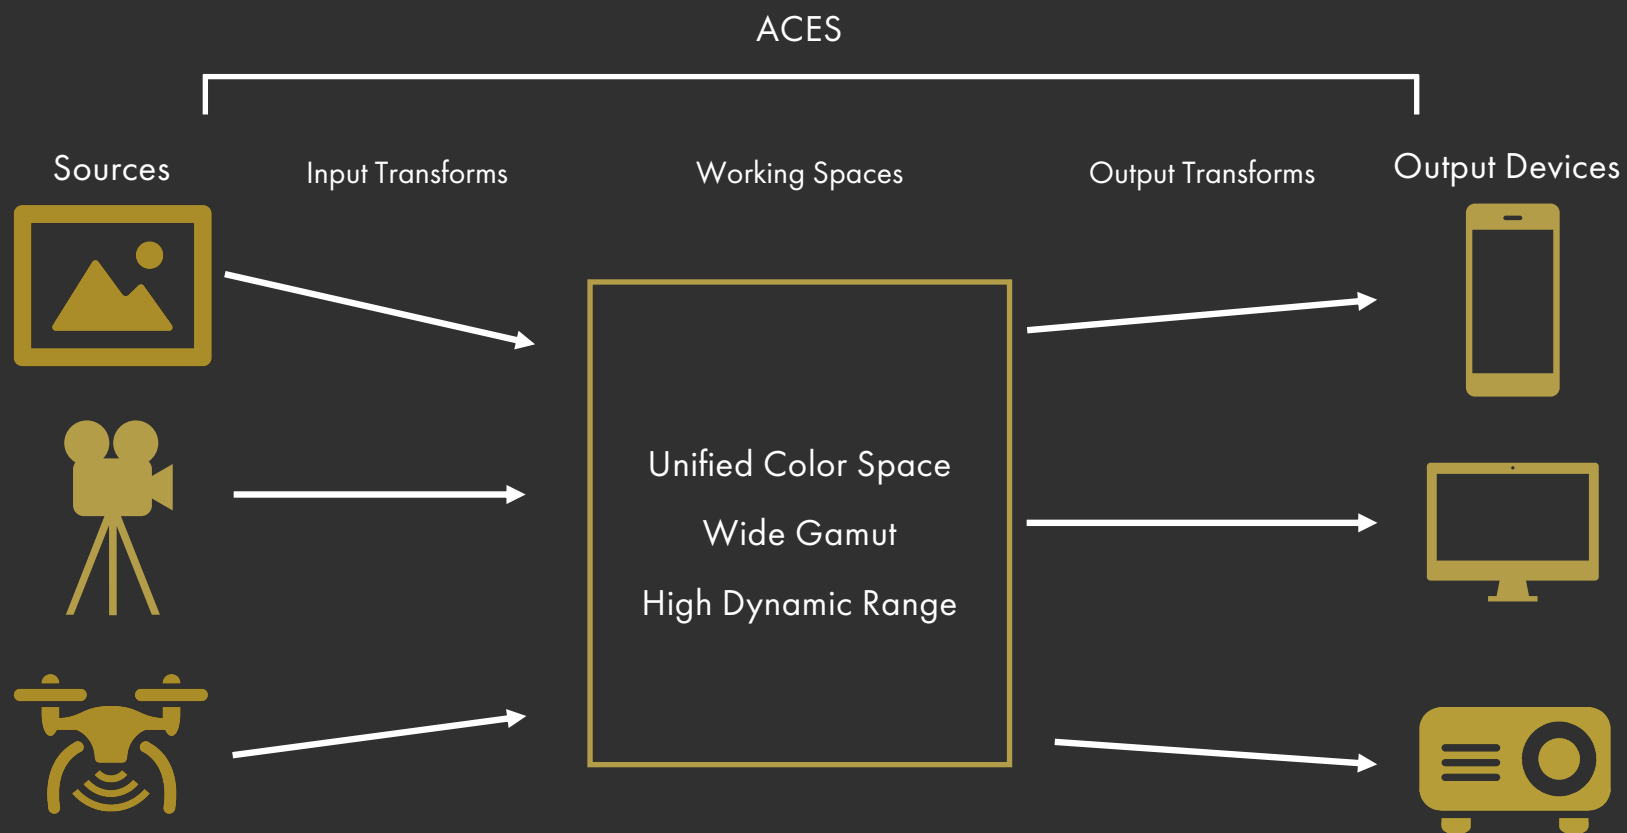 ACES
Sources
Input Transforms
Working Spaces
Output Transforms
Output Devices
Unified Color Space
Wide Gamut
High Dynamic Range